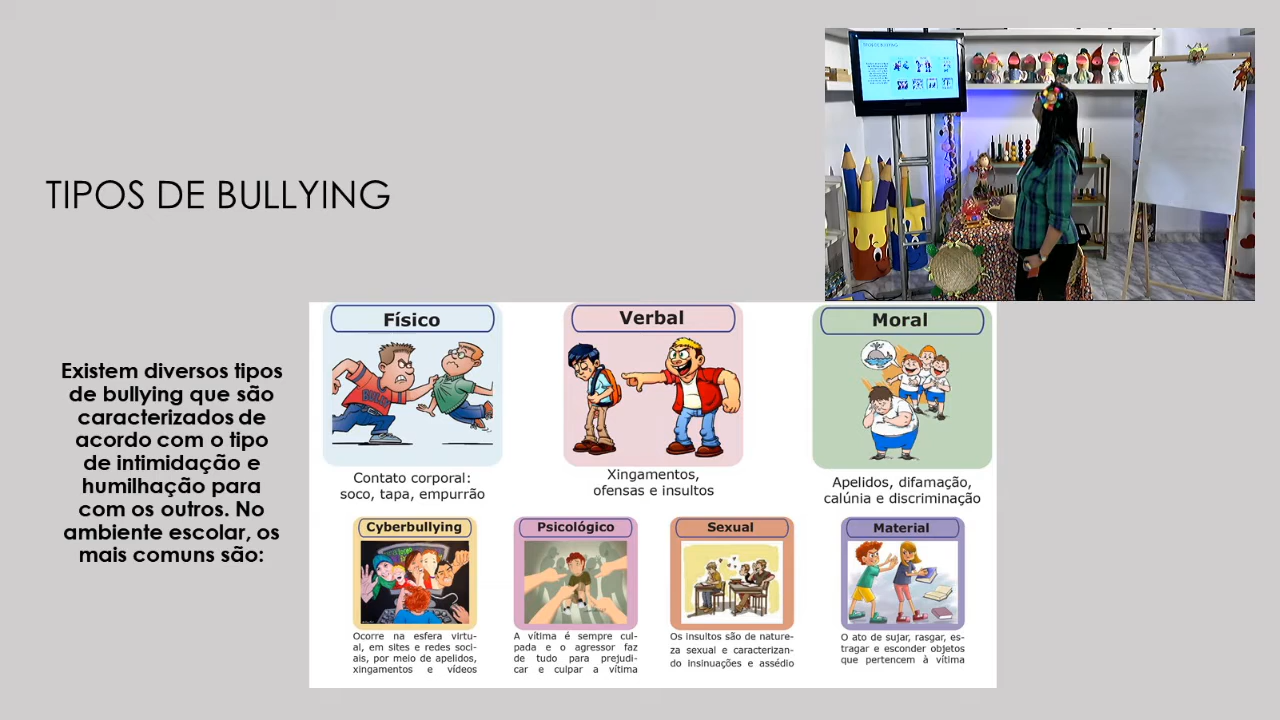 TIPOS DE BULLYING
Existem diversos tipos
de bullying que são
caracterizados de
acordo com o tipo
de intimidação e
humilhação para
com os outros. No
ambiente escolar, os
mais comuns são:
Físico
Contato corporal:
soco, tapa, empurrão
Verbal
Xingamentos,
ofensas e insultos
Moral
Apelidos, difamação,
calúnia e discriminação
Cyberbullying
Ocorre na esfera virtu-
al, em sites e redes soci-
ais, por meio de apelidos,
xingamentos e vídeos
Psicológico
A vítima é sempre cul-
pada e o agressor faz
de tudo para prejudi-
car e culpar a vítima
Sexual
Os insultos são de nature-
za sexual e caracterizan-
do insinuações e assédio
Material
O ato de sujar, rasgar, es-
tragar e esconder objetos
que pertencem à vítima